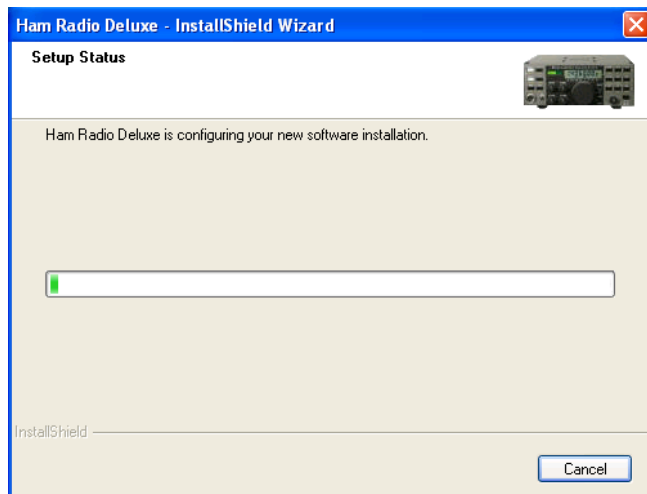 Ham Radio Deluxe - InstallShield Wizard
Setup Status
Ham Radio Deluxe is configuring your new software installation.
InstallShield
Cancel